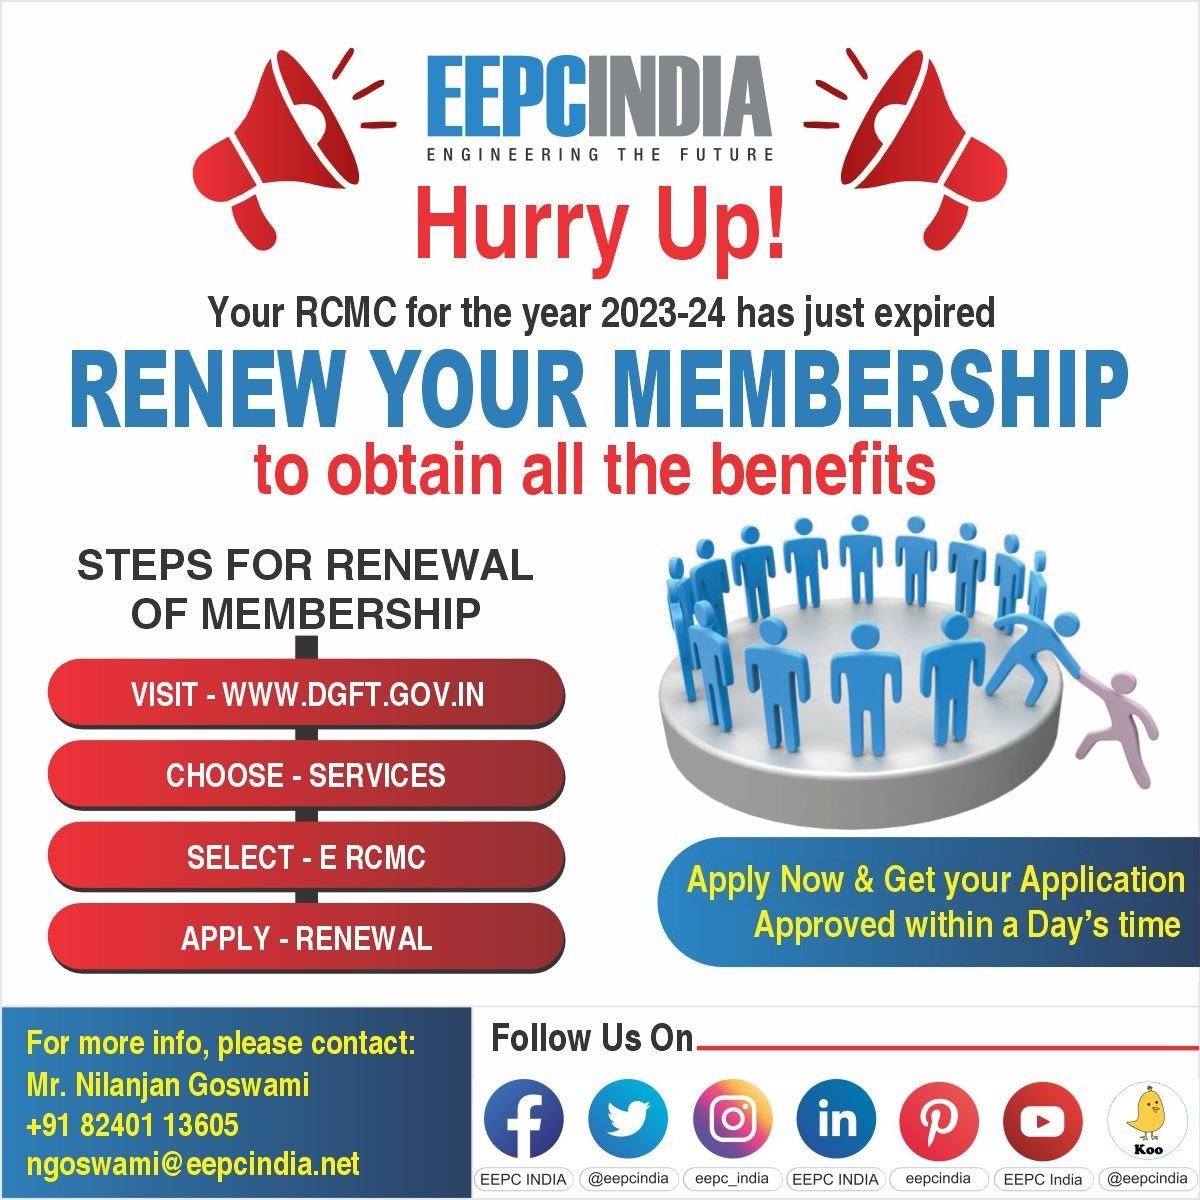 EEPCINDIA
ENGINEERING THE FUTURE
Hurry Up!
Your RCMC for the year 2023-24 has just expired
RENEW YOUR MEMBERSHIP
to obtain all the benefits
STEPS FOR RENEWAL
OF MEMBERSHIP
VISIT - WWW.DGFT.GOV.IN
CHOOSE - SERVICES
SELECT - E RCMC
APPLY - RENEWAL
Apply Now & Get your Application
Approved within a Day's time
For more info, please contact:
Mr. Nilanjan Goswami
+91 82401 13605
ngoswami@eepcindia.net
Follow Us On
Koo
EEPC INDIA @eepcindia eepc_india EEPC INDIA eepcindia EEPC India @eepcindia